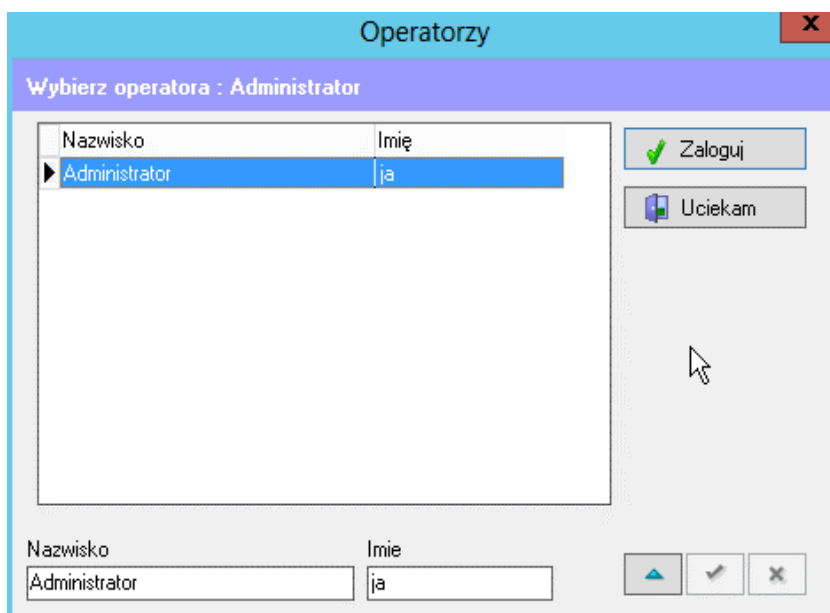 Operatorzy
X
Wybierz operatora : Administrator
Nazwisko Imię
Administrator ja
Zaloguj
Uciekam
Nazwisko Imie
Administrator ja